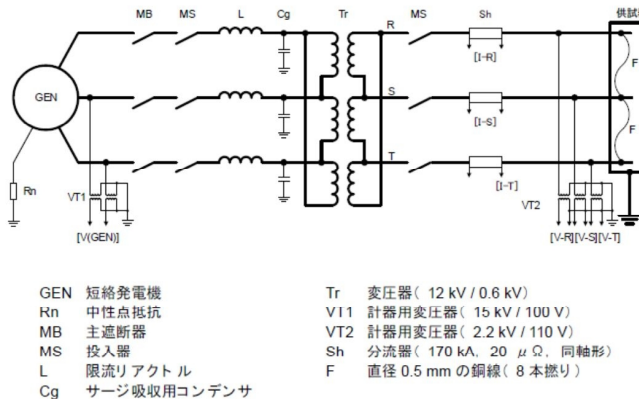 MB MS L Cg Tr R MS Sh
F
[I-R]
GEN
S
[I-S]
F
T
Rn
VT1
[I-T]
VT2
[V(GEN)]
[V-R][V-S][V-T]
GEN 短絡発電機
Rn 中性点抵抗
MB 主遮断器
MS 投入器
L 限流リアクトル
Cg サージ吸収用コンデンサ
Tr 変圧器( 12 kV / 0.6 kV)
VT1 計器用変圧器( 15 kV / 100 V)
VT2 計器用変圧器( 2.2 kV / 110 V)
Sh 分流器( 170 kA, 20 μΩ, 同軸形)
F 直径 0.5 mm の銅線( 8 本撚り)